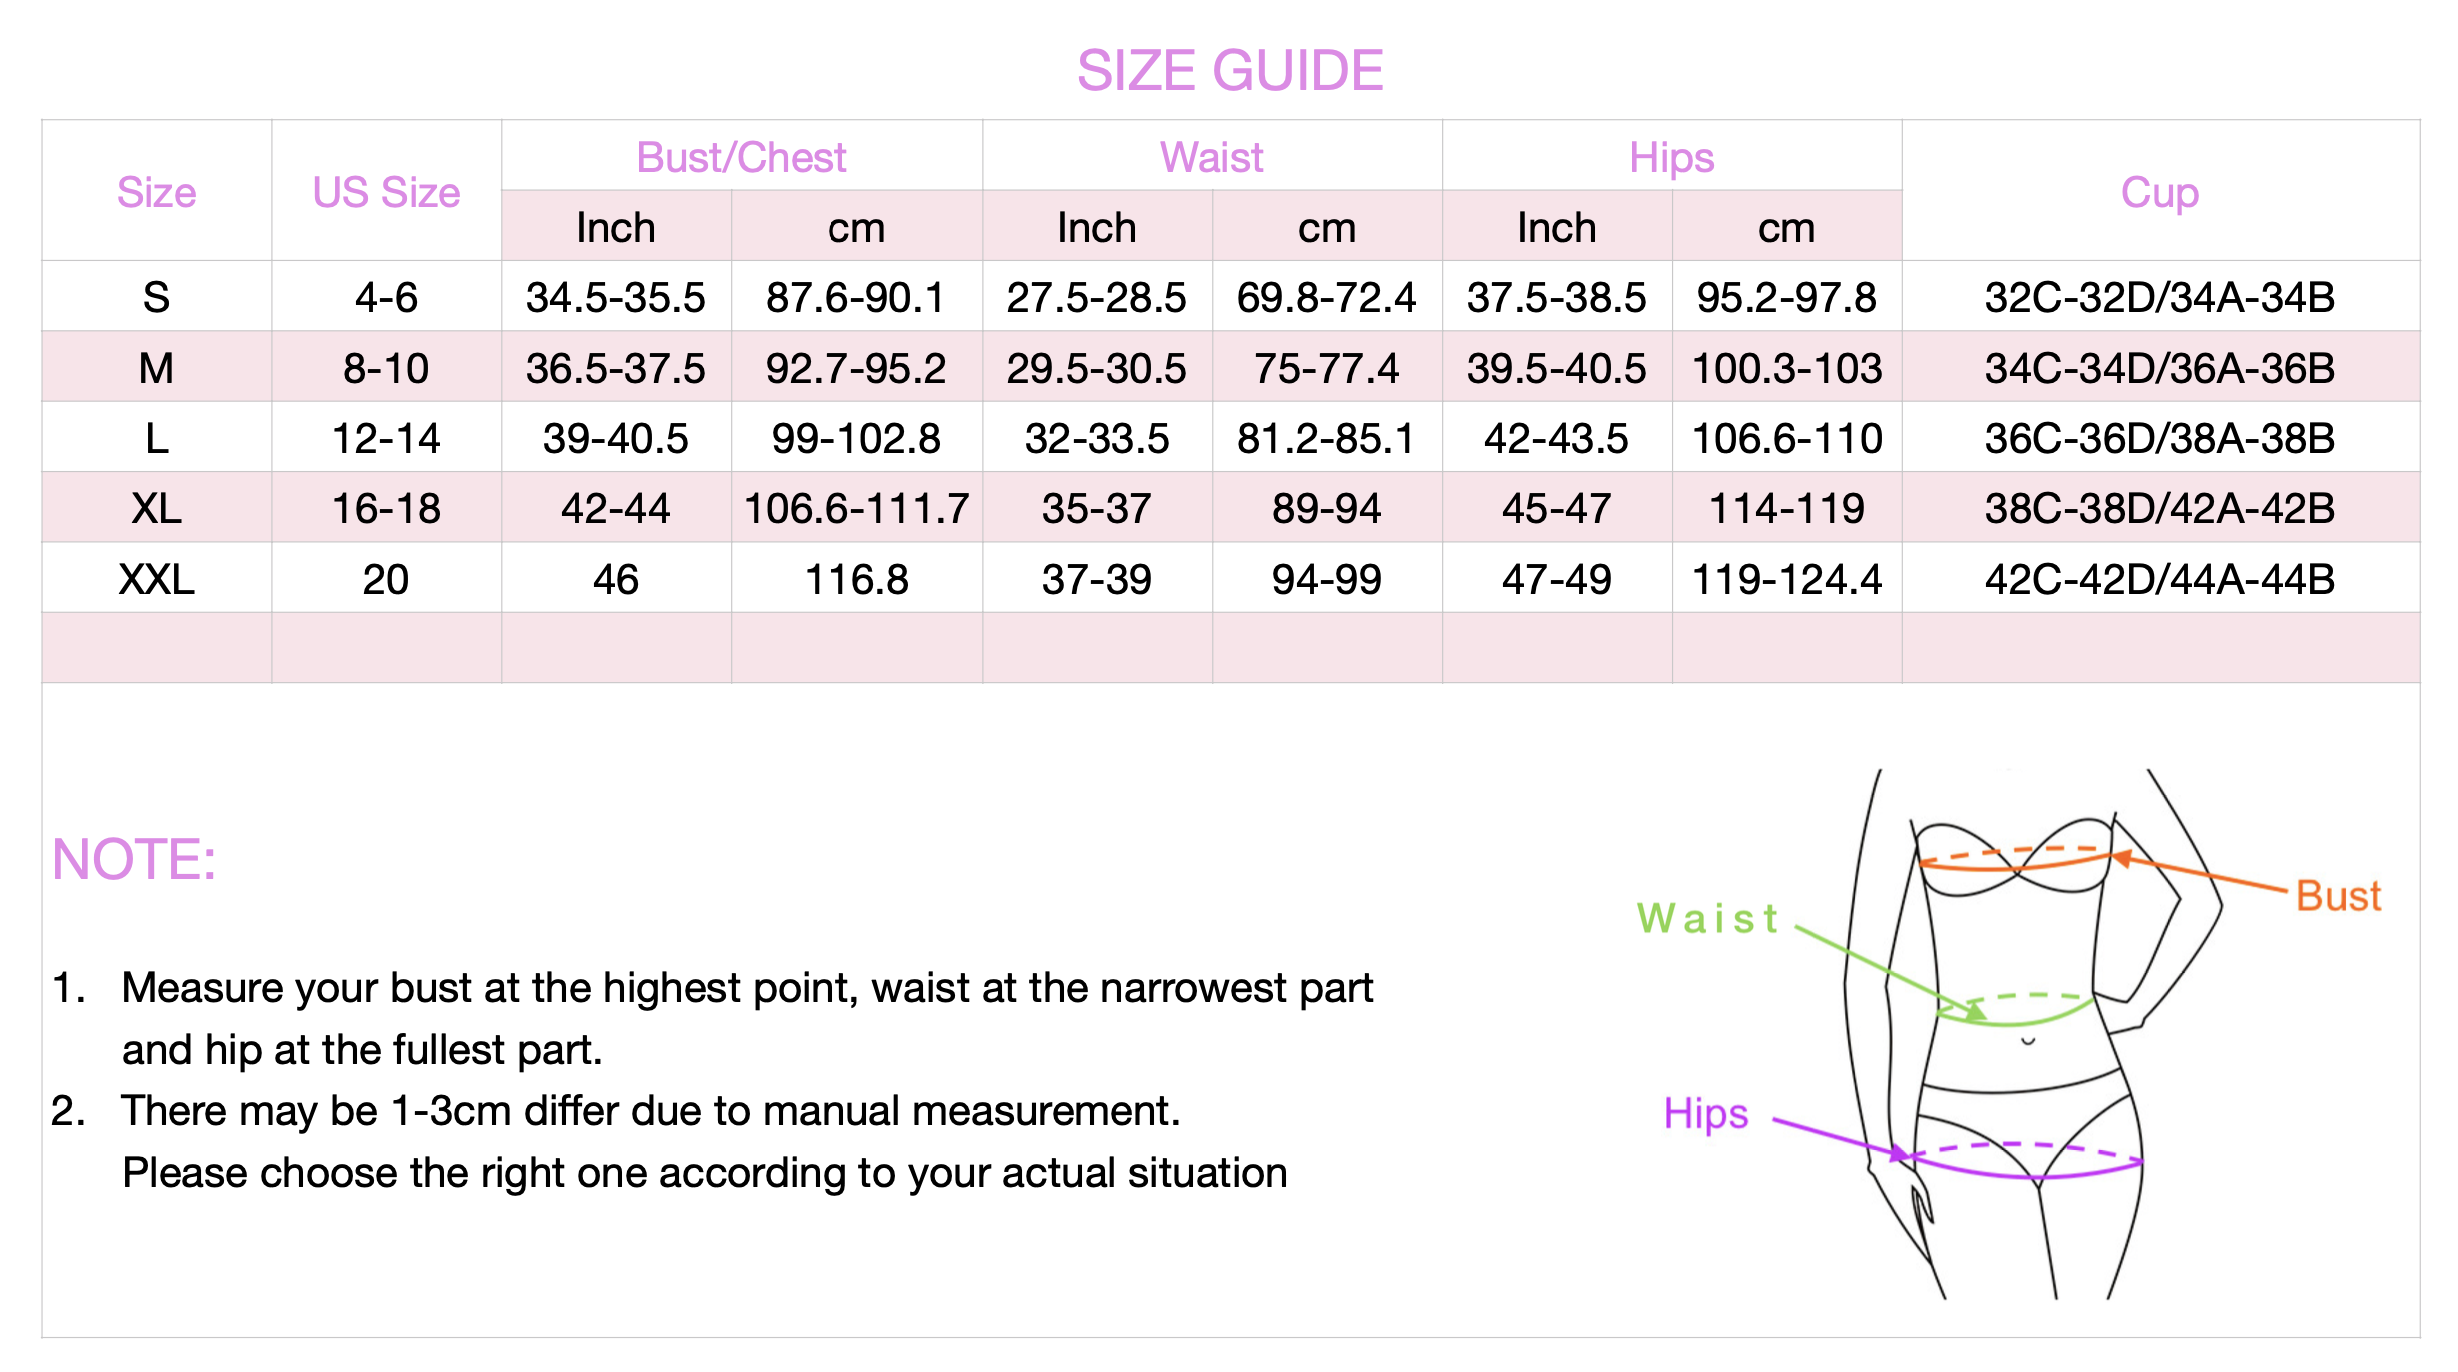 SIZE GUIDE
Size US Size Bust/Chest Waist Hips Cup
Inch cm Inch cm Inch cm
S 4-6 34.5-35.5 87.6-90.1 27.5-28.5 69.8-72.4 37.5-38.5 95.2-97.8 32C-32D/34A-34B
M 8-10 36.5-37.5 92.7-95.2 29.5-30.5 75-77.4 39.5-40.5 100.3-103 34C-34D/36A-36B
L 12-14 39-40.5 99-102.8 32-33.5 81.2-85.1 42-43.5 106.6-110 36C-36D/38A-38B
XL 16-18 42-44 106.6-111.7 35-37 89-94 45-47 114-119 38C-38D/42A-42B
XXL 20 46 116.8 37-39 94-99 47-49 119-124.4 42C-42D/44A-44B
NOTE:
1. Measure your bust at the highest point, waist at the narrowest part
and hip at the fullest part.
2. There may be 1-3cm differ due to manual measurement.
Please choose the right one according to your actual situation
Bust
Waist
Hips